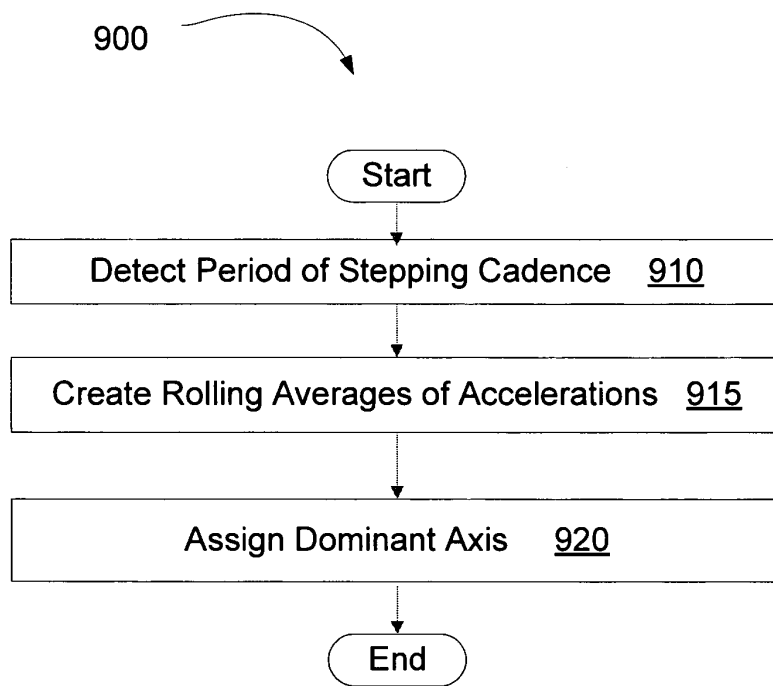 900
Start
Detect Period of Stepping Cadence 910
Create Rolling Averages of Accelerations 915
Assign Dominant Axis 920
End